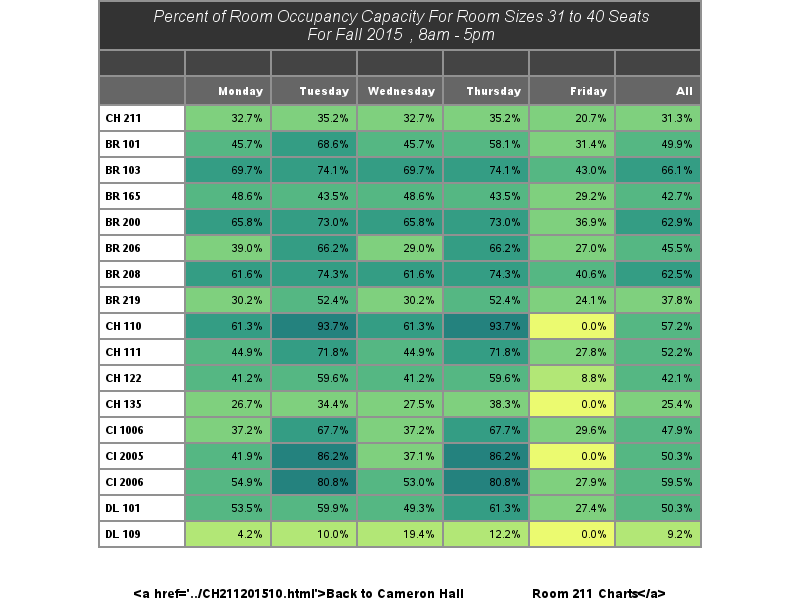 Percent of Room Occupancy Capacity For Room Sizes 31 to 40 Seats
For Fall 2015 , 8am - 5pm
Monday Tuesday Wednesday Thursday Friday All
CH 211 32.7% 35.2% 32.7% 35.2% 20.7% 31.3%
BR 101 45.7% 68.6% 45.7% 58.1% 31.4% 49.9%
BR 103 69.7% 74.1% 69.7% 74.1% 43.0% 66.1%
BR 165 48.6% 43.5% 48.6% 43.5% 29.2% 42.7%
BR 200 65.8% 73.0% 65.8% 73.0% 36.9% 62.9%
BR 206 39.0% 66.2% 29.0% 66.2% 27.0% 45.5%
BR 208 61.6% 74.3% 61.6% 74.3% 40.6% 62.5%
BR 219 30.2% 52.4% 30.2% 52.4% 24.1% 37.8%
CH 110 61.3% 93.7% 61.3% 93.7% 0.0% 57.2%
CH 111 44.9% 71.8% 44.9% 71.8% 27.8% 52.2%
CH 122 41.2% 59.6% 41.2% 59.6% 8.8% 42.1%
CH 135 26.7% 34.4% 27.5% 38.3% 0.0% 25.4%
CI 1006 37.2% 67.7% 37.2% 67.7% 29.6% 47.9%
CI 2005 41.9% 86.2% 37.1% 86.2% 0.0% 50.3%
CI 2006 54.9% 80.8% 53.0% 80.8% 27.9% 59.5%
DL 101 53.5% 59.9% 49.3% 61.3% 27.4% 50.3%
DL 109 4.2% 10.0% 19.4% 12.2% 0.0% 9.2%
<a href='../CH211201510.html'>Back to Cameron Hall Room 211 Charts</a>